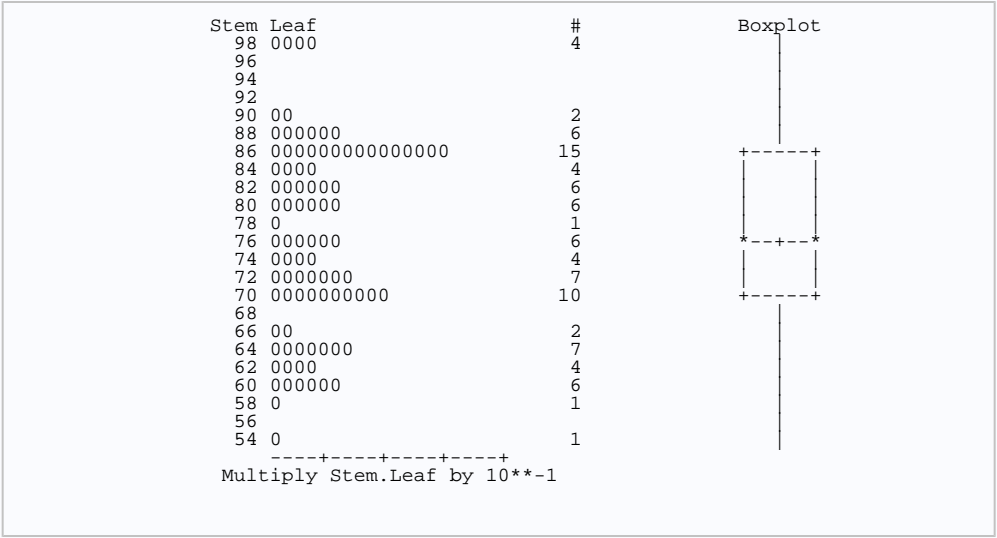 Stem Leaf # Boxplot
98 0000 4 |
96 |
94 |
92 |
90 00 2 |
88 000000 6 |
86 000000000000000 15 +-----+
84 0000 4 | |
82 000000 6 | |
80 000000 6 | |
78 0 1 | |
76 000000 6 *--+--*
74 0000 4 | |
72 0000000 7 | |
70 0000000000 10 +-----+
68 |
66 00 2 |
64 0000000 7 |
62 0000 4 |
60 000000 6 |
58 0 1 |
56 |
54 0 1 |
----+----+----+----+
Multiply Stem.Leaf by 10**-1